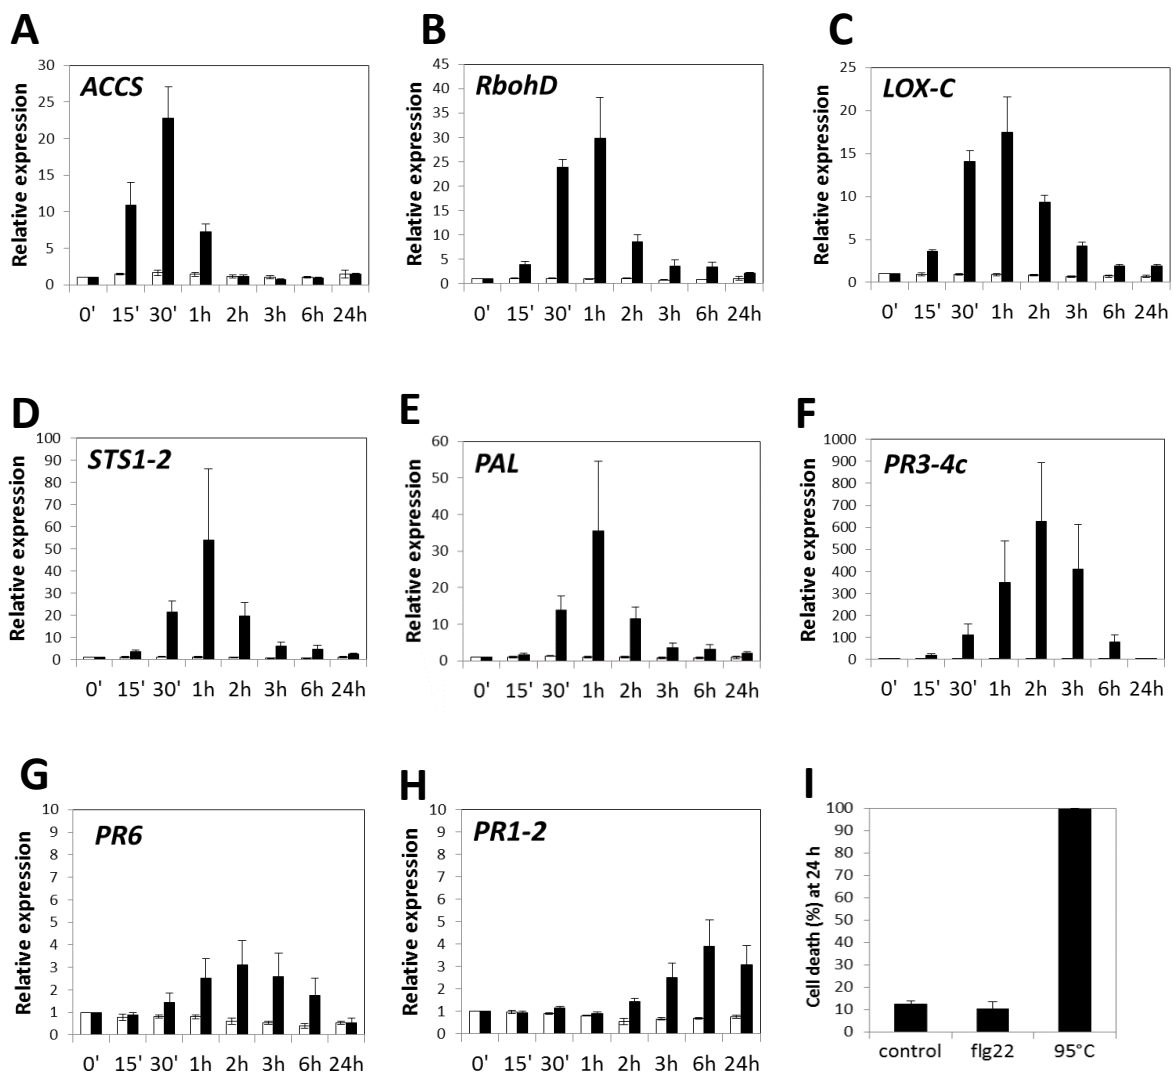 A
Relative expression
30
25
20
15
10
5
0
ACCS
0' 15' 30' 1h 2h 3h 6h 24h
B
Relative expression
45
40
35
30
25
20
15
10
5
0
RbohD
0' 15' 30' 1h 2h 3h 6h 24h
C
Relative expression
25
20
15
10
5
0
LOX-C
0' 15' 30' 1h 2h 3h 6h 24h
D
Relative expression
100
90
80
70
60
50
40
30
20
10
0
STS1-2
0' 15' 30' 1h 2h 3h 6h 24h
E
Relative expression
60
50
40
30
20
10
0
PAL
0' 15' 30' 1h 2h 3h 6h 24h
F
Relative expression
1000
900
800
700
600
500
400
300
200
100
0
PR3-4c
0' 15' 30' 1h 2h 3h 6h 24h
G
Relative expression
10
9
8
7
6
5
4
3
2
1
0
PR6
0' 15' 30' 1h 2h 3h 6h 24h
H
Relative expression
10
9
8
7
6
5
4
3
2
1
0
PR1-2
0' 15' 30' 1h 2h 3h 6h 24h
I
Cell death (%) at 24 h
100
90
80
70
60
50
40
30
20
10
0
control flg22 95°C